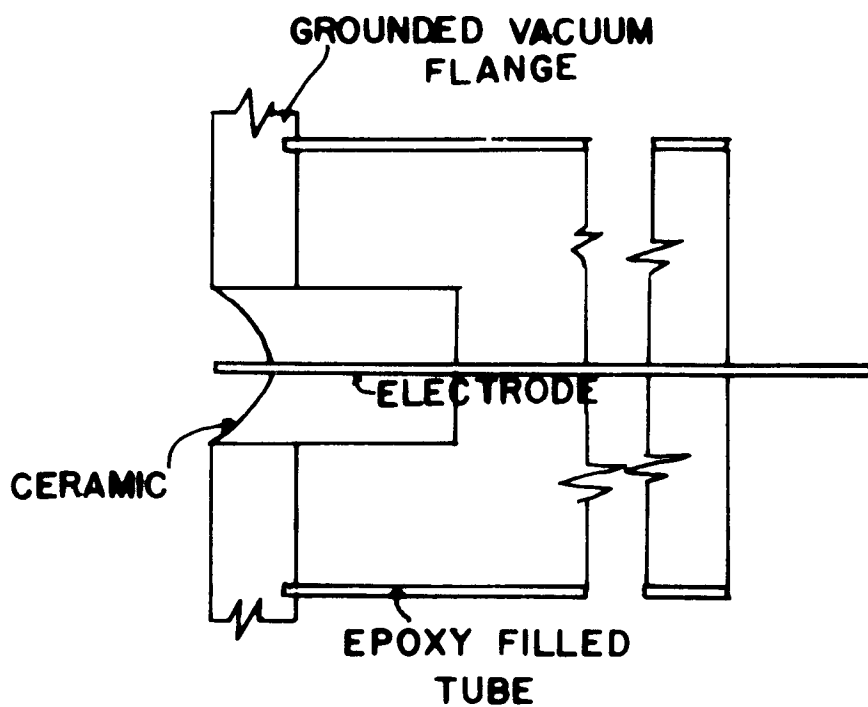 GROUNDED VACUUM
FLANGE
ELECTRODE
CERAMIC
EPOXY FILLED
TUBE